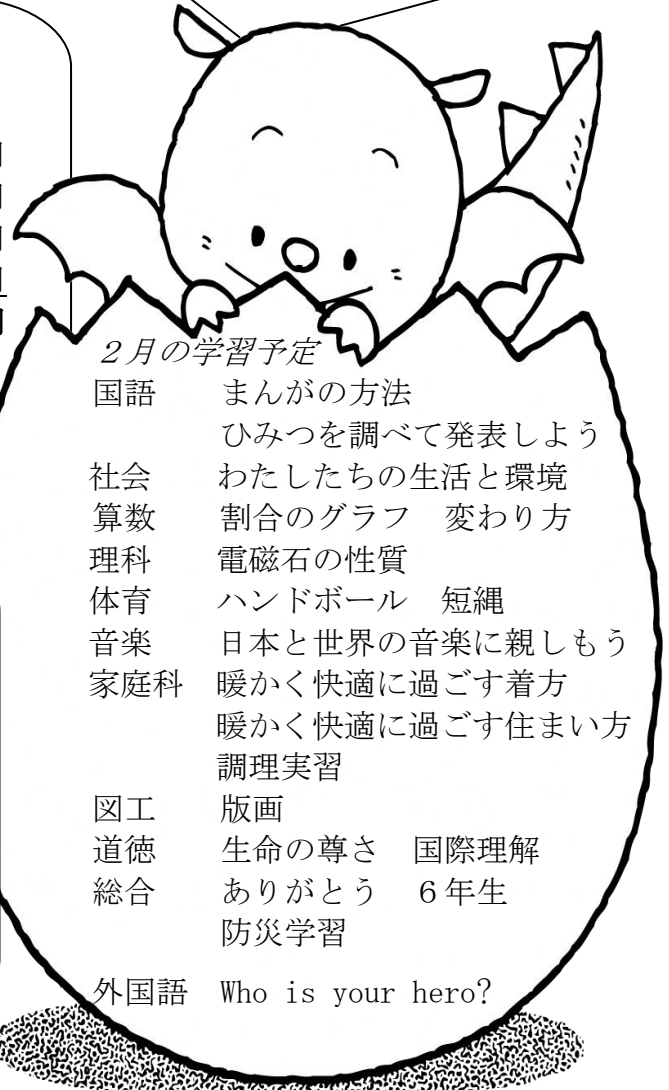 ２月の学習予定
国語　　まんがの方法
ひみつを調べて発表しよう
社会　　わたしたちの生活と環境
算数　　割合のグラフ　変わり方
理科　　電磁石の性質
体育　　ハンドボール　短縄
音楽　　日本と世界の音楽に親しもう
家庭科　暖かく快適に過ごす着方
暖かく快適に過ごす住まい方
調理実習
図工　　版画
道徳　　生命の尊さ　国際理解
総合　　ありがとう　６年生
防災学習
外国語　Who is your hero?